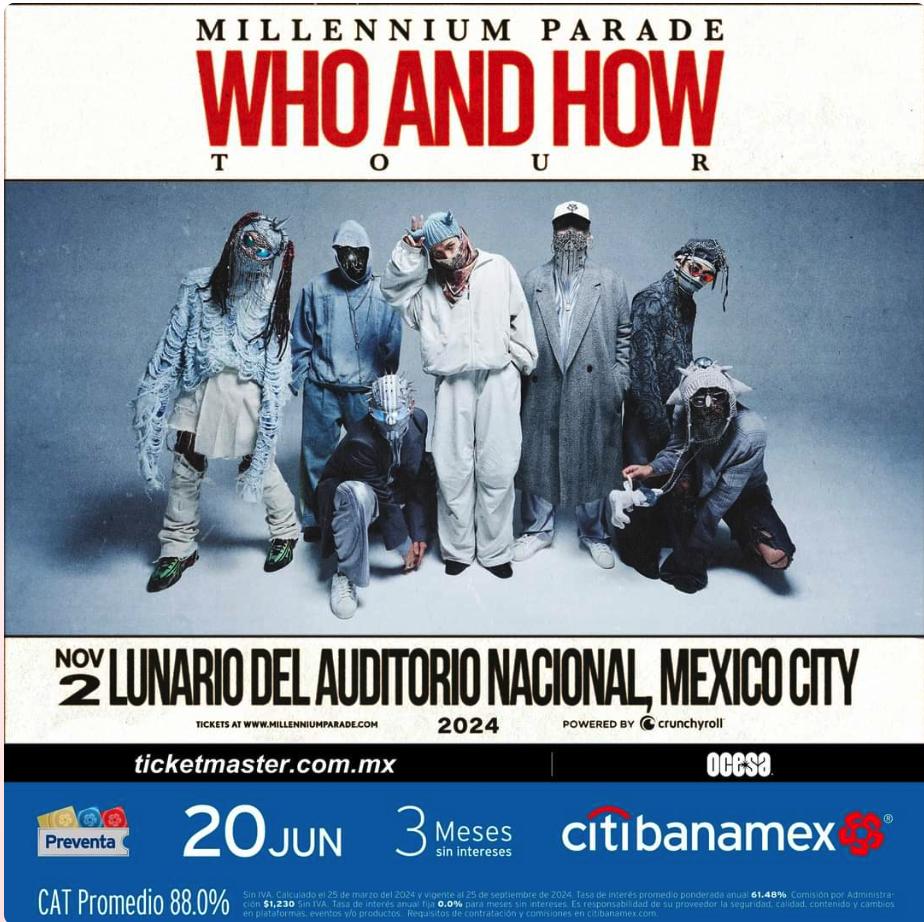 MILLENNIUM PARADE
WHO AND HOW
TOUR
NOV 2 LUNARIO DEL AUDITORIO NACIONAL, MEXICO CITY
TICKETS AT WWW.MILLENNIUMPARADE.COM 2024 POWERED BY crunchyroll
ticketmaster.com.mx ocesa
Preventa 20 JUN 3 Meses sin intereses citibanamex®
CAT Promedio 88.0% Sin IVA. Calculado el 25 de marzo del 2024 y vigente al 25 de septiembre de 2024. Tasa de interés promedio ponderada anual 61.48% Comisión por Administra-
ción $1,230 Sin IVA. Tasa de interés anual fija 0.0% para meses sin intereses. Es responsabilidad de su proveedor la seguridad, calidad, contenido y cambios
en plataformas, eventos y/o productos. Requisitos de contratación y comisiones en citibanamex.com.